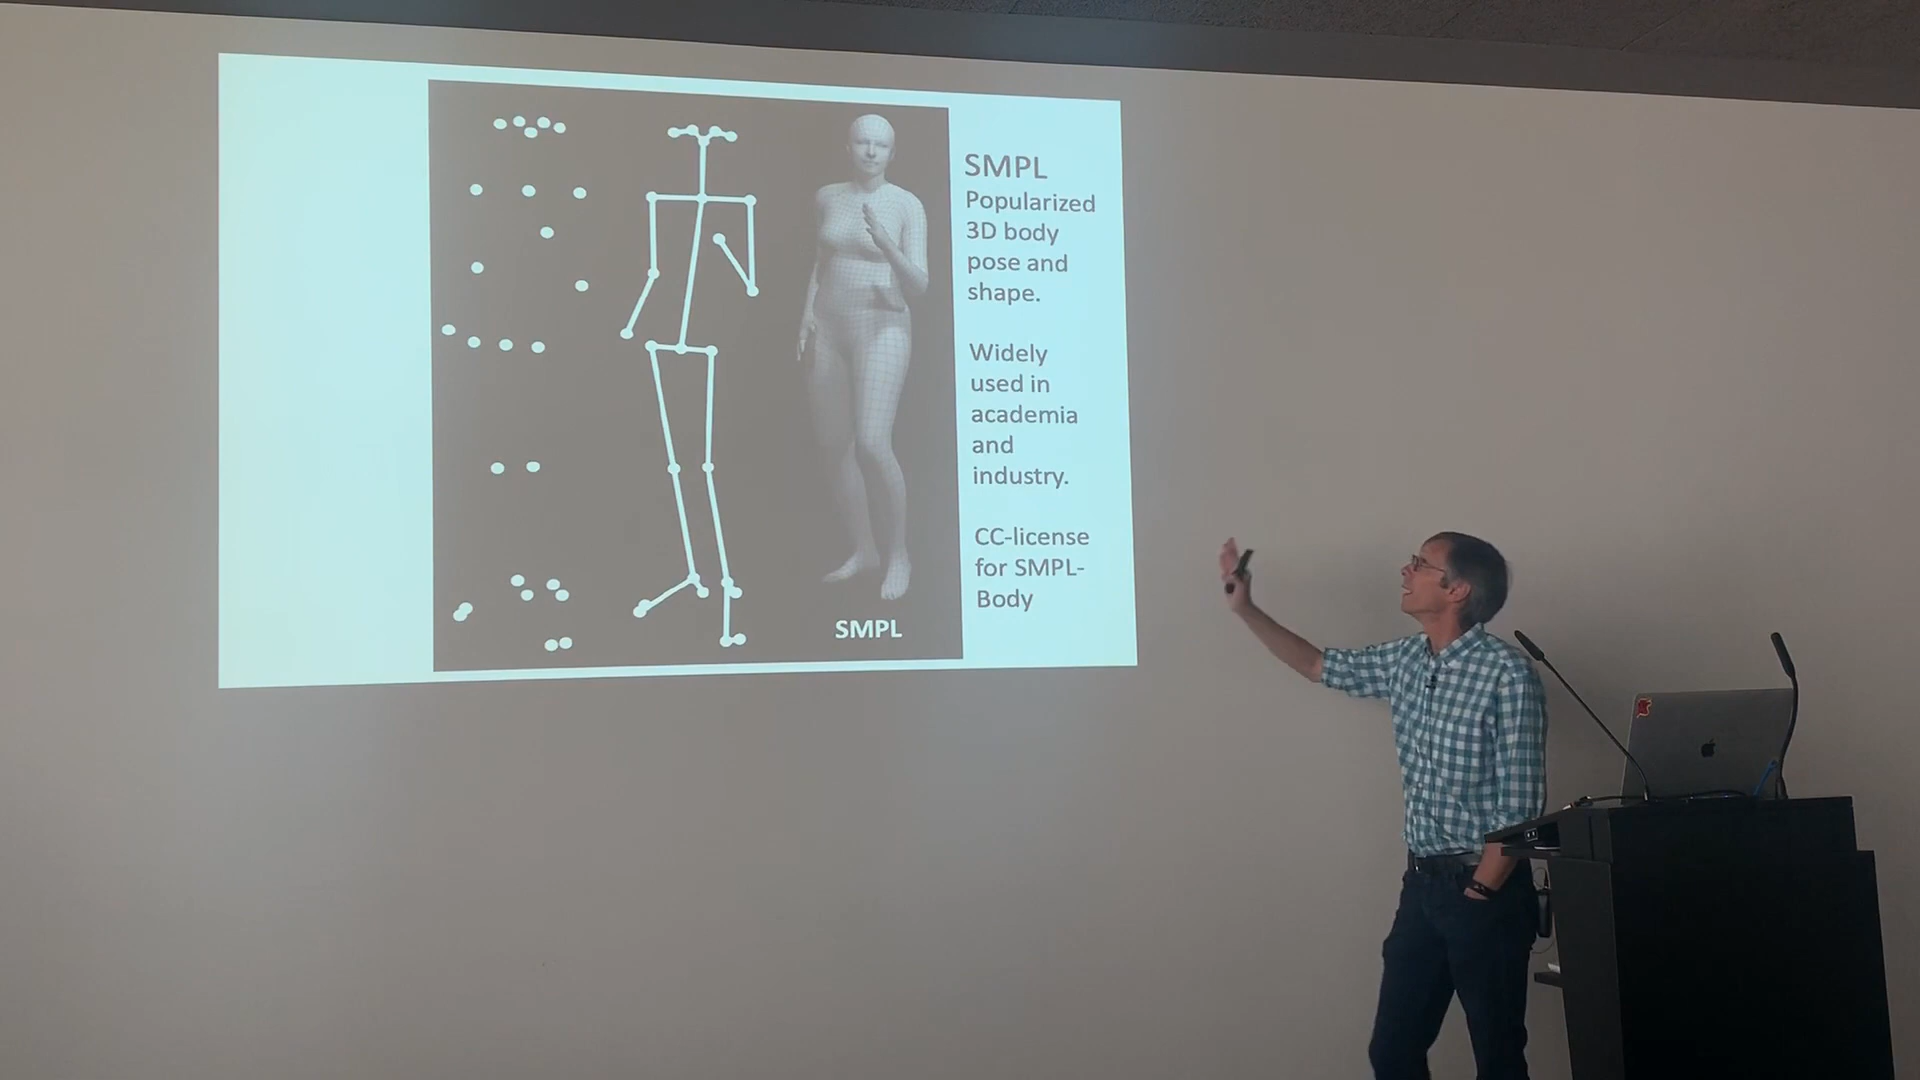 SMPL
Popularized
3D body
pose and
shape.
Widely
used in
academia
and
industry.
CC-license
for SMPL-
Body
SMPL